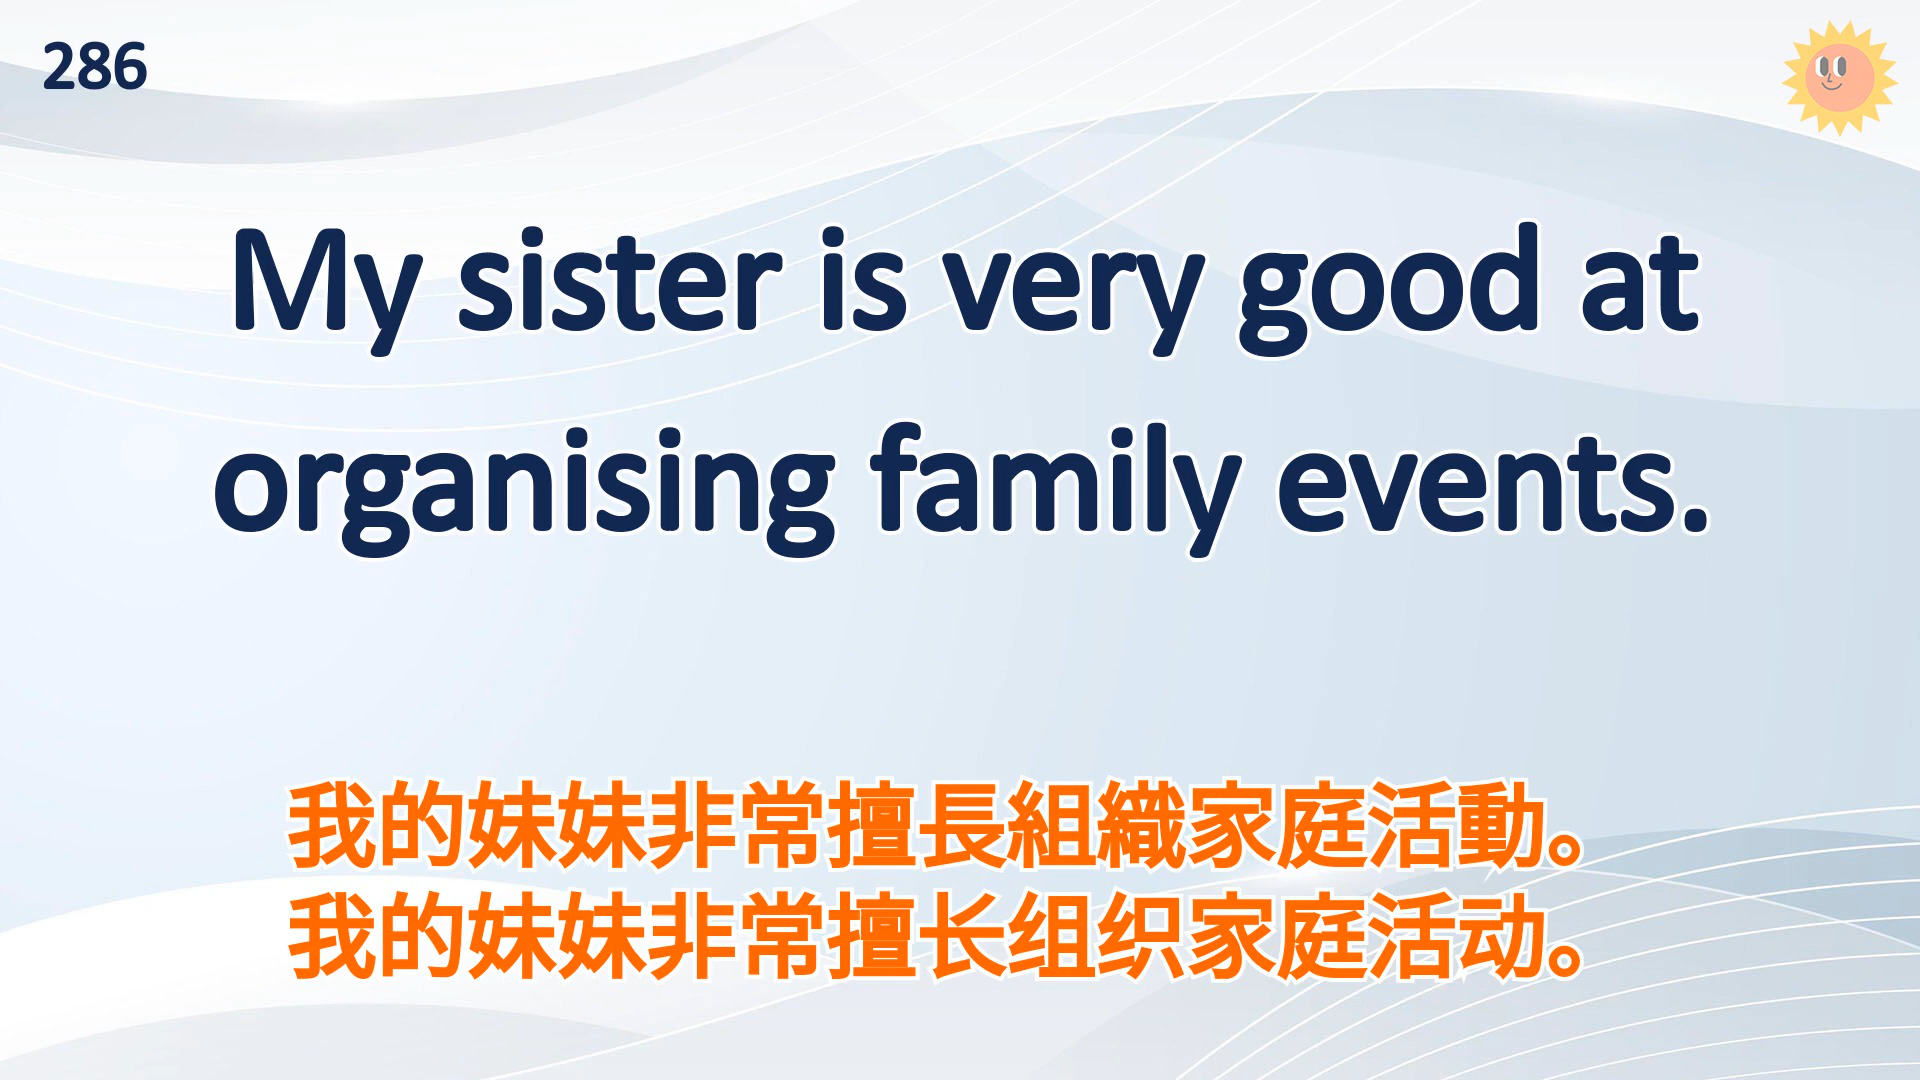 286
My sister is very good at
organising family events.
我的妹妹非常擅長組織家庭活動。
我的妹妹非常擅长组织家庭活动。